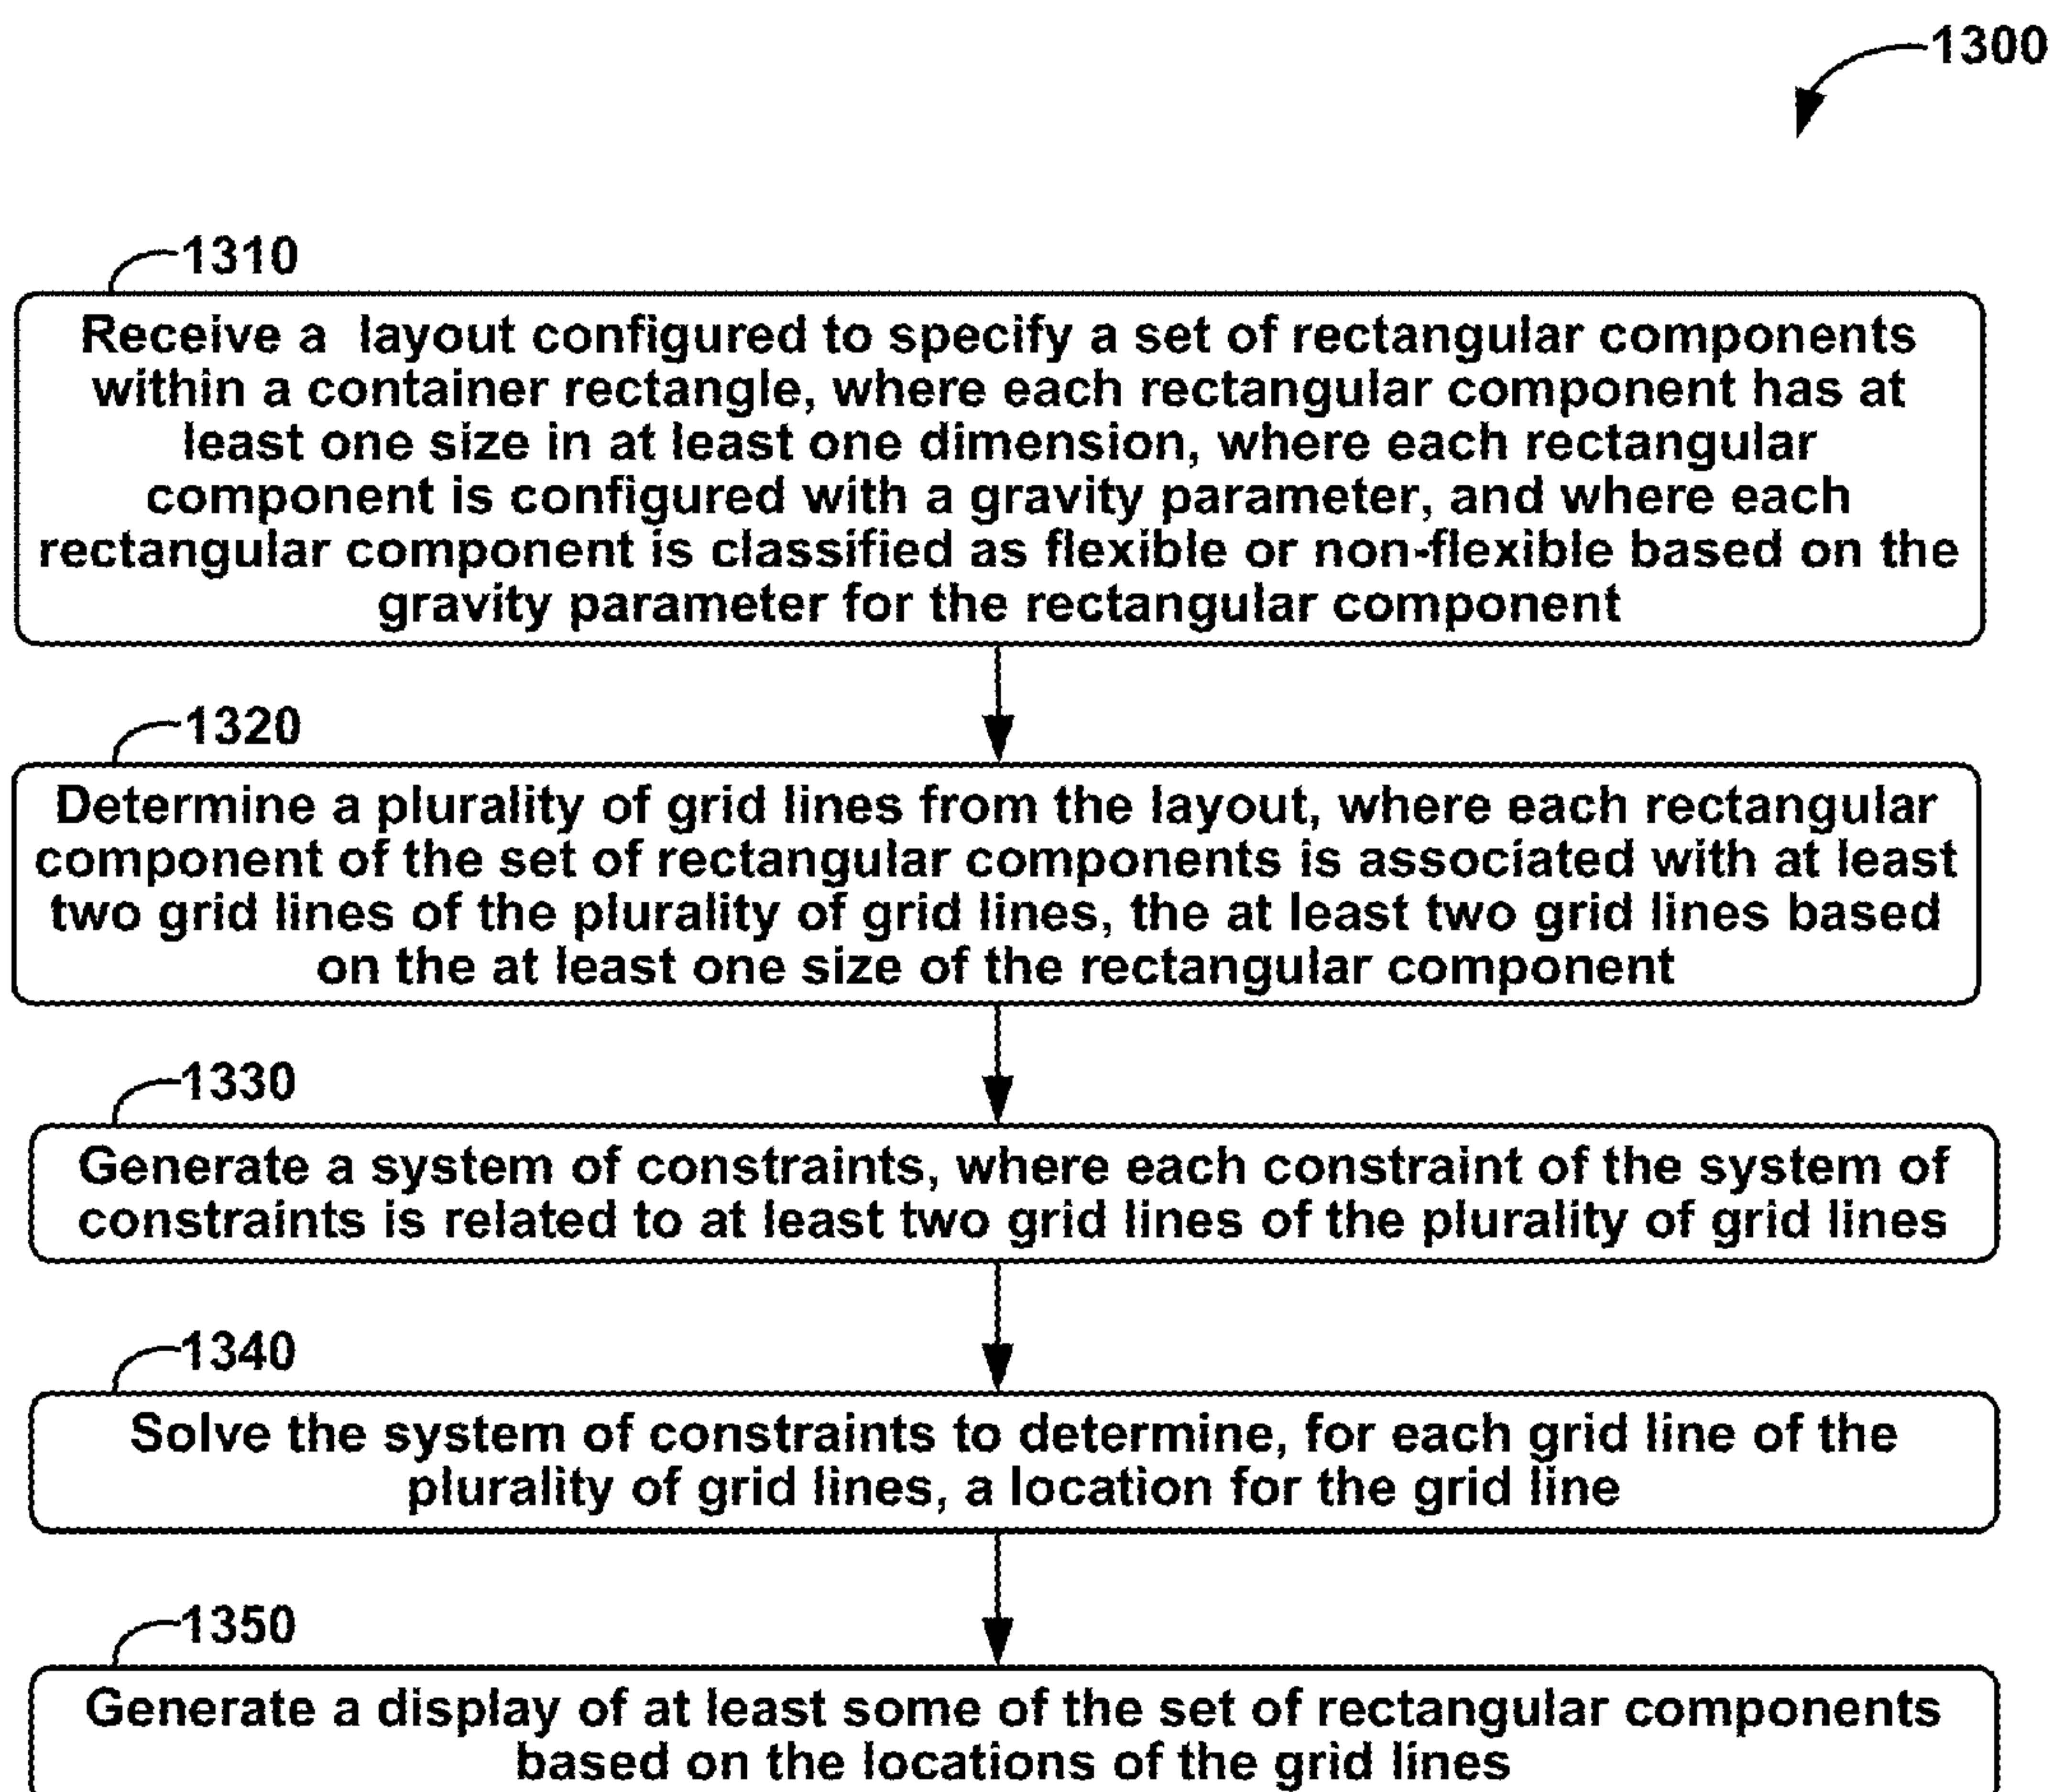 1300
1310
Receive a layout configured to specify a set of rectangular components
within a container rectangle, where each rectangular component has at
least one size in at least one dimension, where each rectangular
component is configured with a gravity parameter, and where each
rectangular component is classified as flexible or non-flexible based on the
gravity parameter for the rectangular component
1320
Determine a plurality of grid lines from the layout, where each rectangular
component of the set of rectangular components is associated with at least
two grid lines of the plurality of grid lines, the at least two grid lines based
on the at least one size of the rectangular component
1330
Generate a system of constraints, where each constraint of the system of
constraints is related to at least two grid lines of the plurality of grid lines
1340
Solve the system of constraints to determine, for each grid line of the
plurality of grid lines, a location for the grid line
1350
Generate a display of at least some of the set of rectangular components
based on the locations of the grid lines